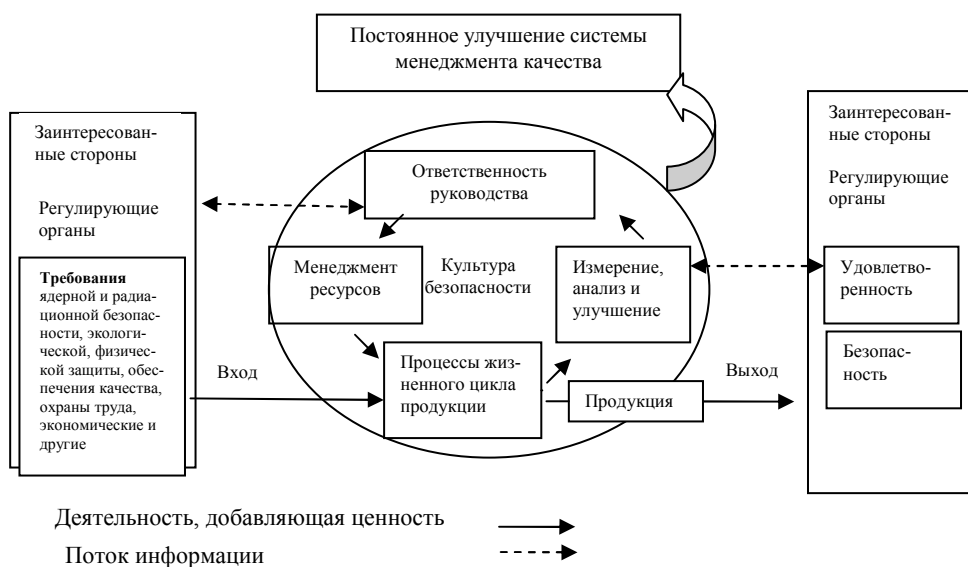 Постоянное улучшение системы
менеджмента качества
Заинтересован-
ные стороны
Регулирующие
органы
Требования
ядерной и радиа-
ционной безопас-
ности, экологи-
ческой, физичес-
кой защиты, обес-
печения качества,
охраны труда,
экономические и
другие
Вход
Ответственность
руководства
Менеджмент
ресурсов
Культура
безопасности
Измерение,
анализ и
улучшение
Процессы жиз-
ненного цикла
продукции
Продукция
Выход
Заинтересован-
ные стороны
Регулирующие
органы
Удовлетво-
ренность
Безопас-
ность
Деятельность, добавляющая ценность
Поток информации